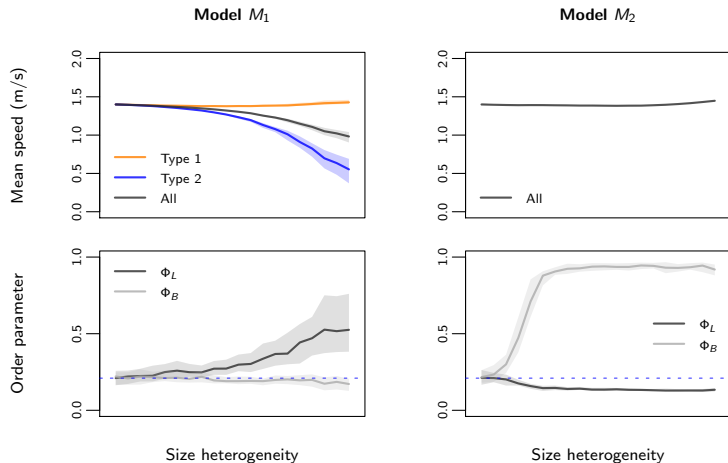 Model M1
Model M2
Mean speed (m/s)
2.0
1.5
1.0
0.5
0.0
Type 1
Type 2
All
2.0
1.5
1.0
0.5
0.0
All
Order parameter
1.0
0.5
0.0
ΦL
ΦB
1.0
0.5
0.0
ΦL
ΦB
Size heterogeneity
Size heterogeneity